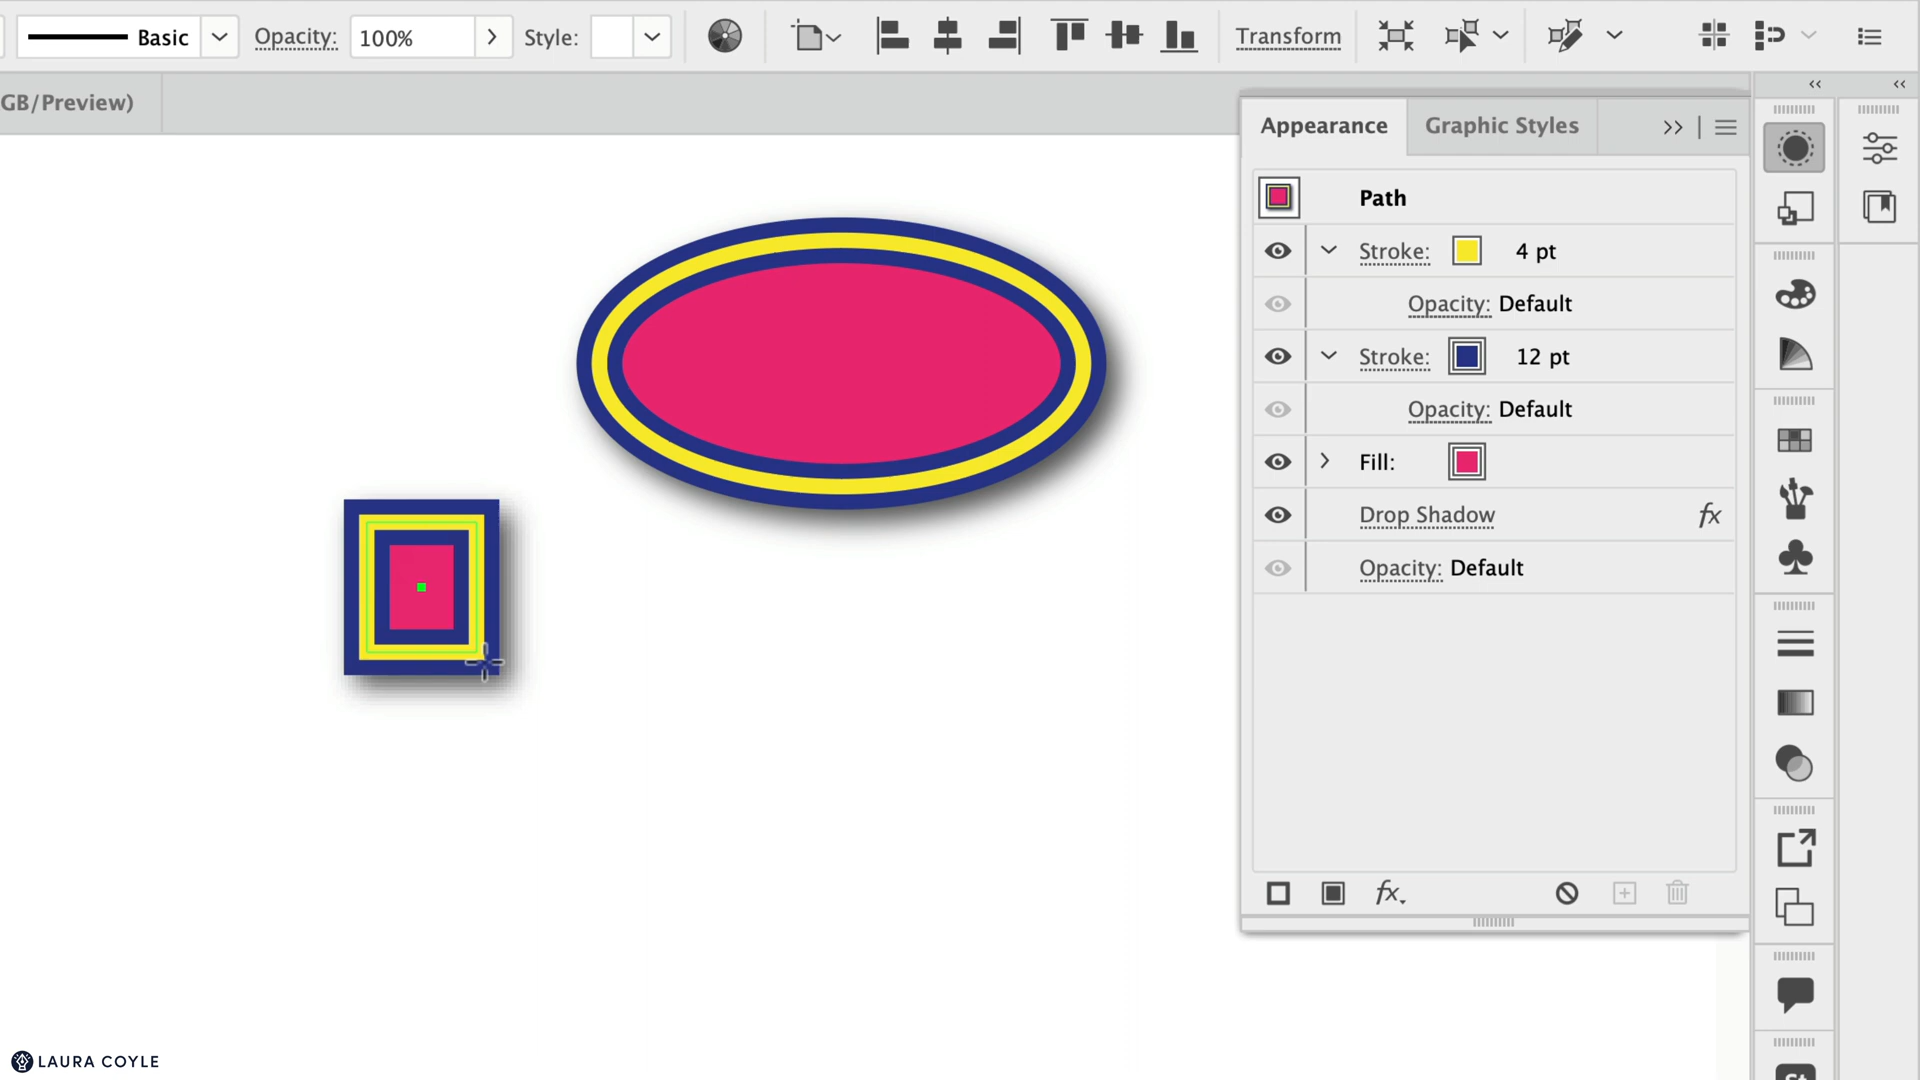 Basic
Opacity: 100%
Style:
Transform
GB/Preview)
Appearance
Graphic Styles
Path
Stroke: 4 pt
Opacity: Default
Stroke: 12 pt
Opacity: Default
Fill:
Drop Shadow fx
Opacity: Default
fx
LAURA COYLE